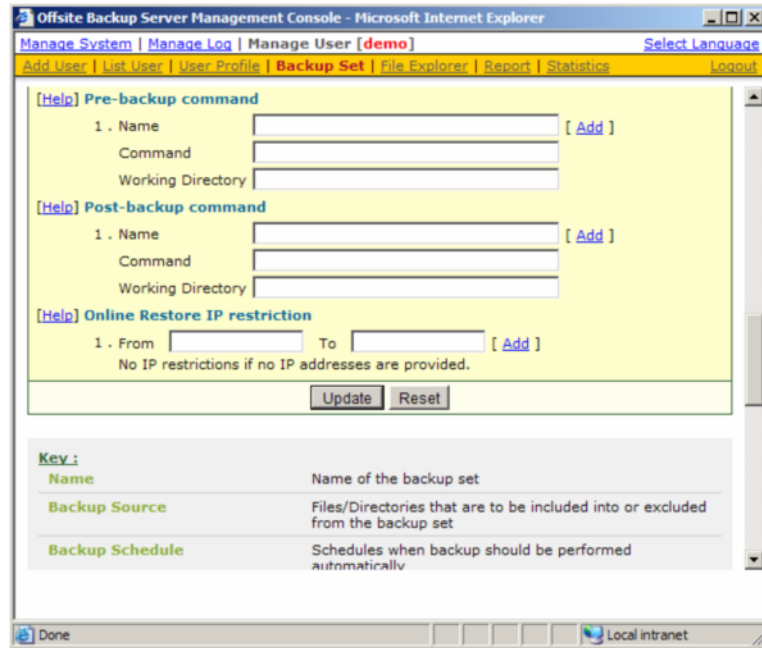 Offsite Backup Server Management Console - Microsoft Internet Explorer
Manage System | Manage Log | Manage User [demo] Select Language
Add User | List User | User Profile | Backup Set | File Explorer | Report | Statistics Logout
[Help] Pre-backup command
1 . Name [ Add ]
Command
Working Directory
[Help] Post-backup command
1 . Name [ Add ]
Command
Working Directory
[Help] Online Restore IP restriction
1 . From To [ Add ]
No IP restrictions if no IP addresses are provided.
Update Reset
Key :
Name Name of the backup set
Backup Source Files/Directories that are to be included into or excluded
from the backup set
Backup Schedule Schedules when backup should be performed
automatically
Done Local intranet